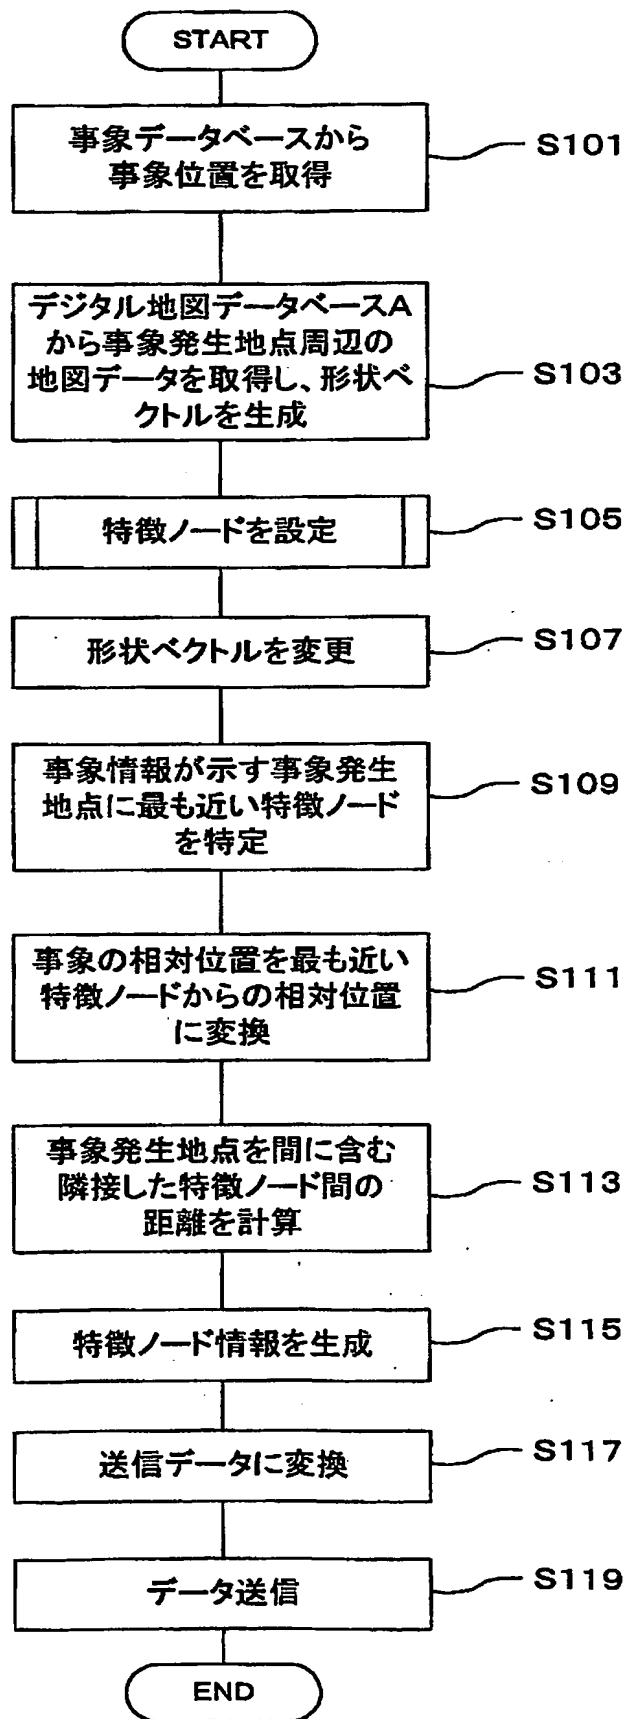 START
事象データベースから
事象位置を取得
S101
デジタル地図データベースA
から事象発生地点周辺の
地図データを取得し、形状ベ
クトルを生成
S103
特徴ノードを設定
S105
形状ベクトルを変更
S107
事象情報が示す事象発生
地点に最も近い特徴ノード
を特定
S109
事象の相対位置を最も近い
特徴ノードからの相対位置
に変換
S111
事象発生地点を間に含む
隣接した特徴ノード間の
距離を計算
S113
特徴ノード情報を生成
S115
送信データに変換
S117
データ送信
S119
END